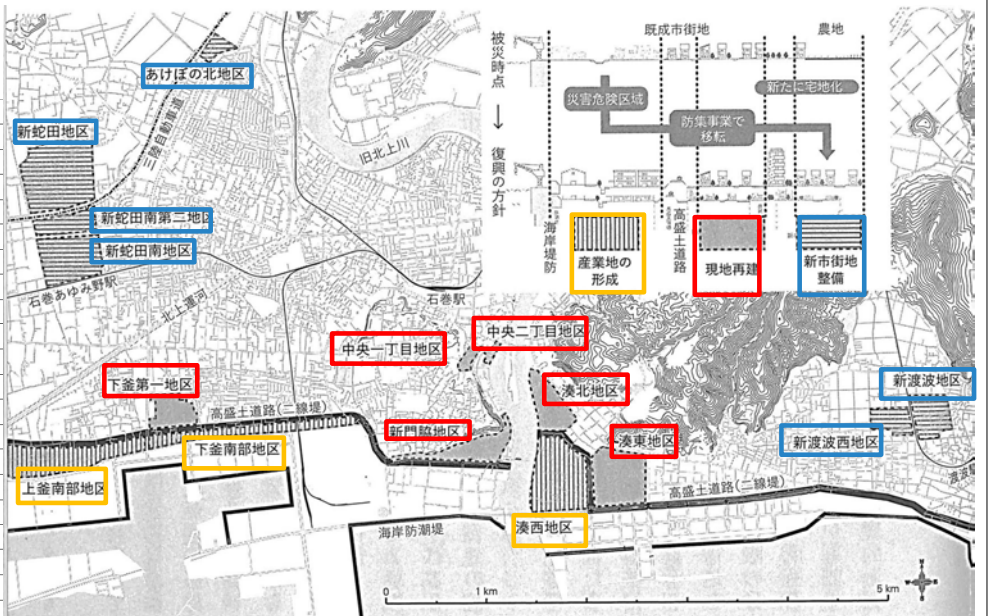 被災時点
→
復興の方針
既成市街地
農地
災害危険区域
新たに宅地化
防集事業で
移転
海岸堤防
高盛土道路
産業地の
形成
現地再建
新市街地
整備
あけぼの北地区
新蛇田地区
三陸自動車道
旧北上川
新蛇田南第二地区
新蛇田南地区
石巻あゆみ野駅
北上運河
石巻駅
中央一丁目地区
中央二丁目地区
下釜第一地区
湊北地区
新渡波地区
高盛土道路(二線堤)
新門脇地区
湊東地区
新渡波西地区
下釜南部地区
上釜南部地区
高盛土道路(二線堤)
渡波駅
海岸防潮堤
湊西地区
0
1 km
5 km
N
W
E
S